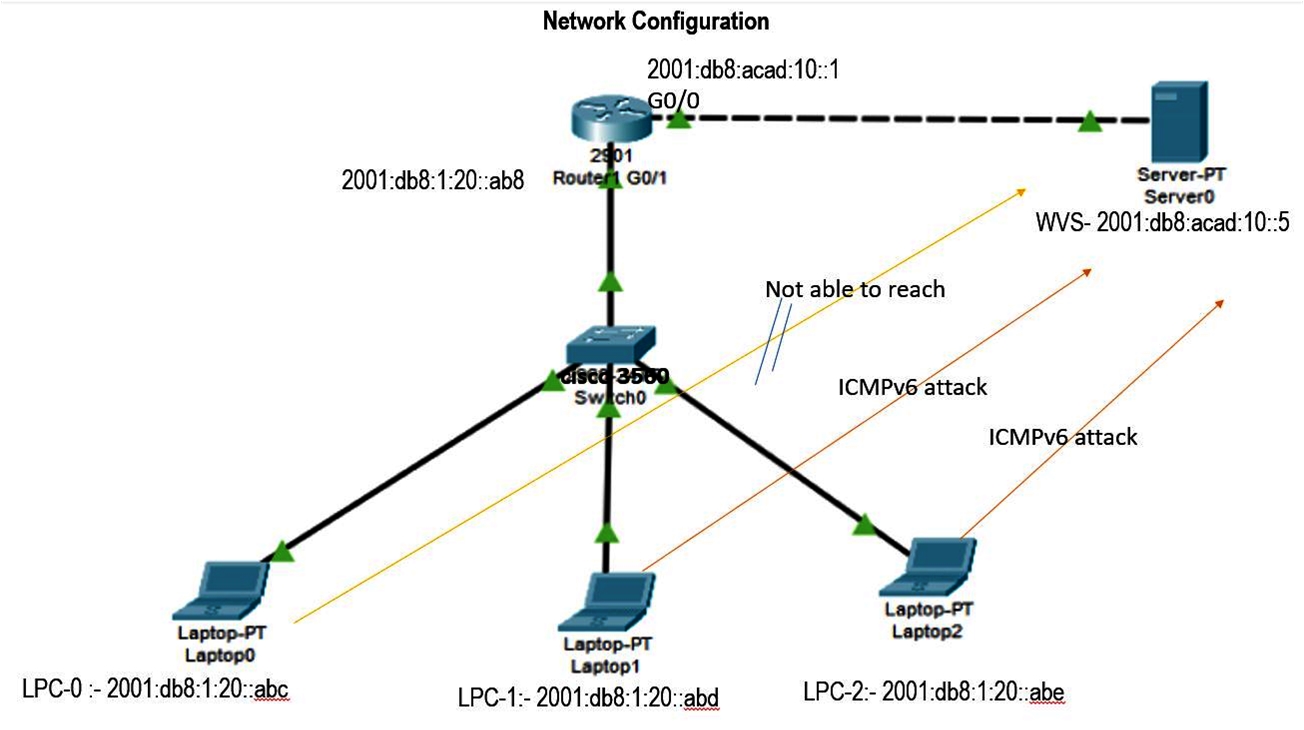 Network Configuration
2001:db8:acad:10::1
G0/0
2901
Router1 G0/1
2001:db8:1:20::ab8
Server-PT
Server0
WVS- 2001:db8:acad:10::5
Not able to reach
cisco-3560
Switch0
ICMPv6 attack
ICMPv6 attack
Laptop-PT
Laptop0
LPC-0 :- 2001:db8:1:20::abc
Laptop-PT
Laptop1
LPC-1:- 2001:db8:1:20::abd
Laptop-PT
Laptop2
LPC-2:- 2001:db8:1:20::abe